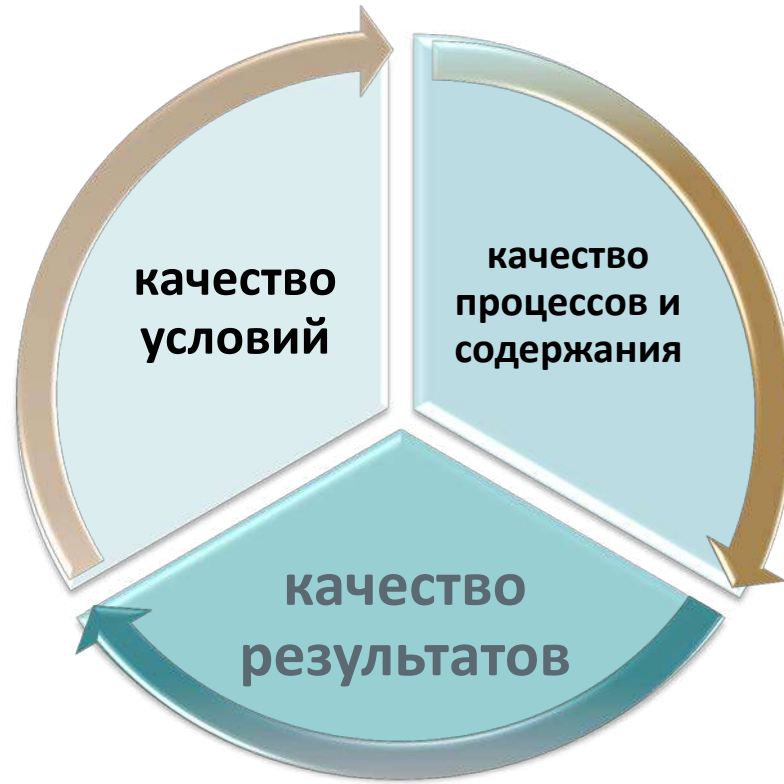 качество
условий
качество
процессов и
содержания
качество
результатов